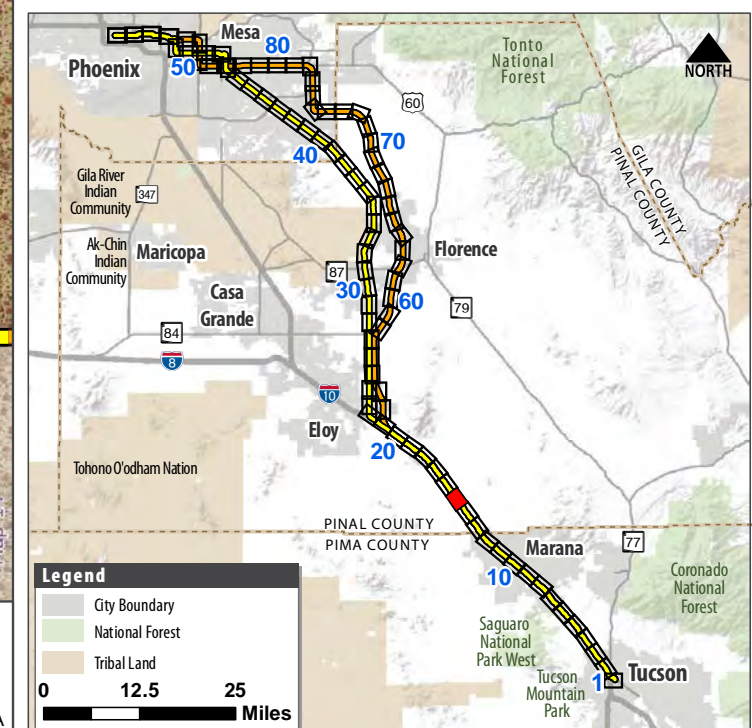 Mesa
80
Tonto
National
Forest
NORTH
Phoenix
50
60
70
40
GILA COUNTY
PINAL COUNTY
Gila River
Indian
Community
347
Ak-Chin
Indian
Community
Maricopa
Florence
87
30
60
Casa
Grande
79
84
8
10
Eloy
20
Tohono O'odham Nation
PINAL COUNTY
PIMA COUNTY
Marana
77
10
Coronado
National
Forest
Saguaro
National
Park West
Tucson
Mountain
Park
1
Tucson
Legend
City Boundary
National Forest
Tribal Land
0 12.5 25
Miles